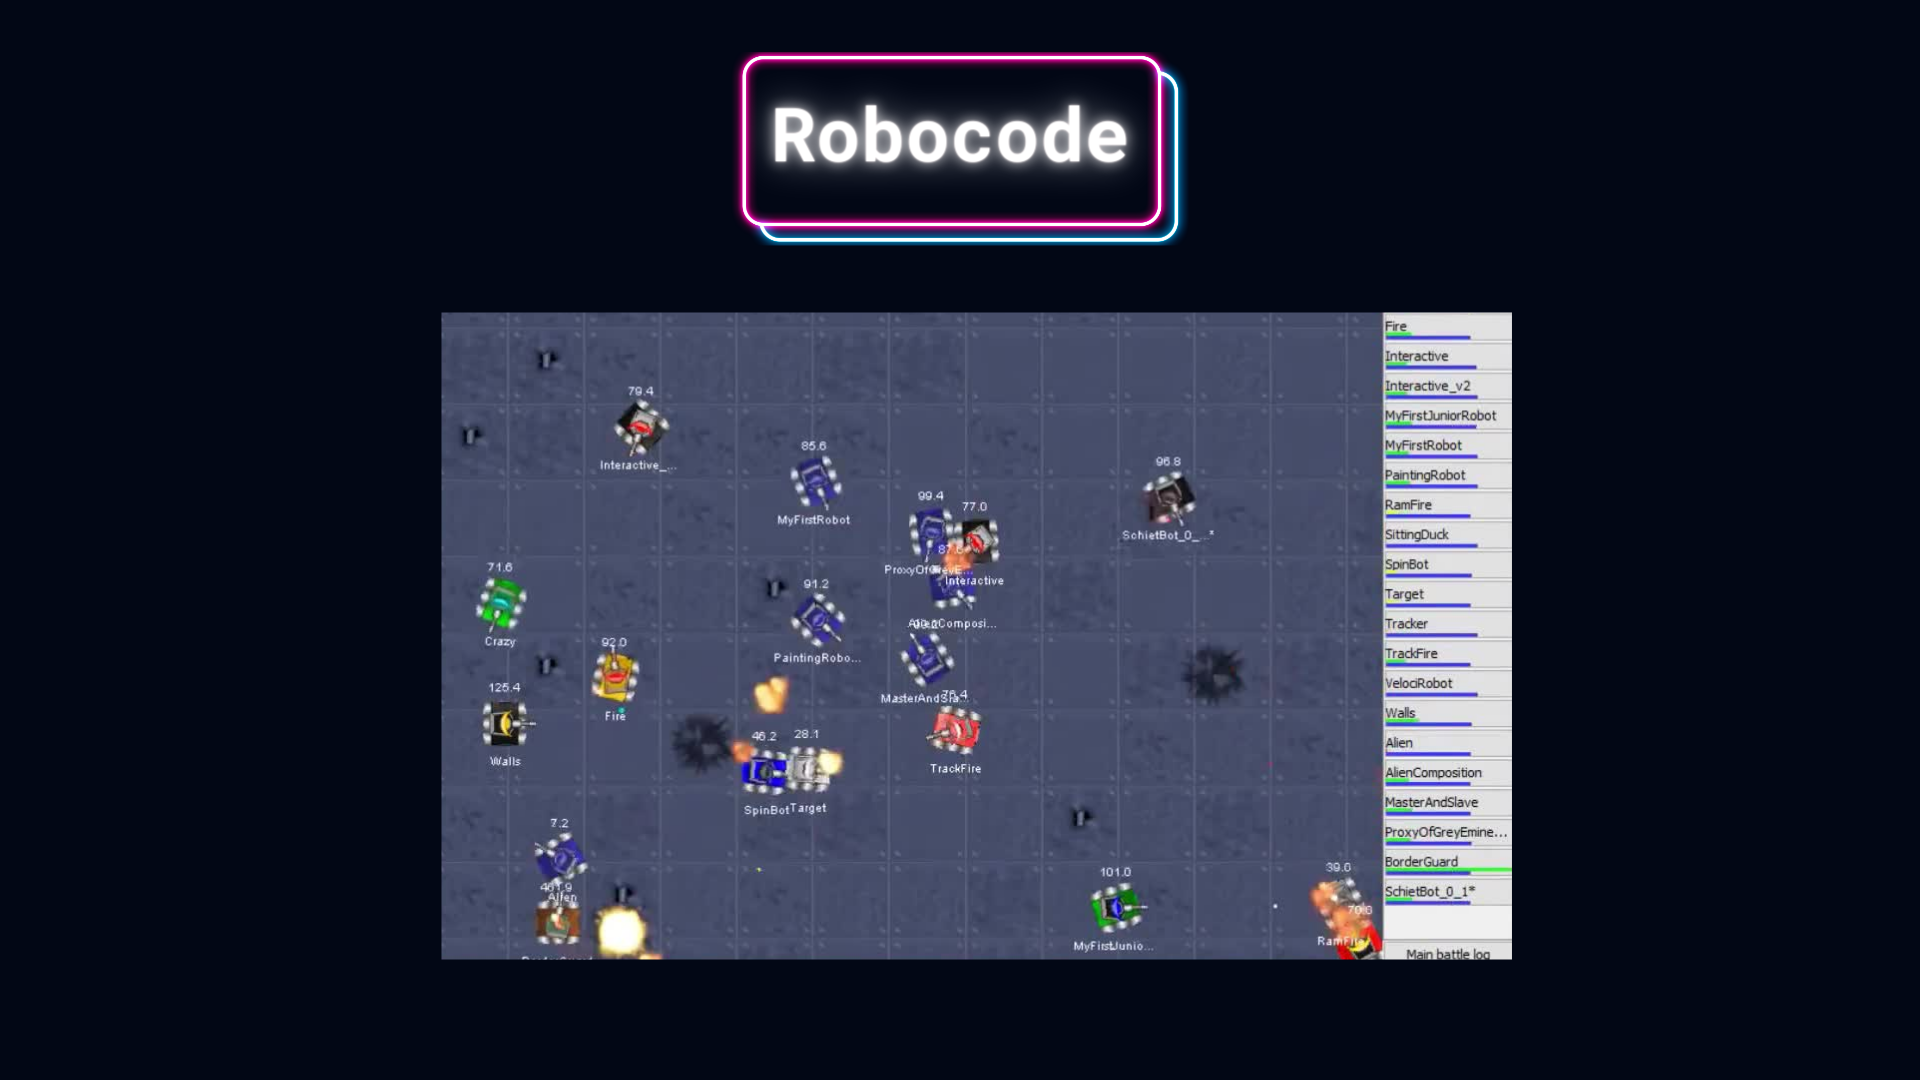 Robocode
79.4
Interactive_...
85.6
MyFirstRobot
99.4
77.0
96.8
SchietBot_0_...*
Interactive
71.6
Crazy
91.2
PaintingRobo...
92.0
Fire
125.4
Walls
TrackFire
46.2
28.1
SpinBot
Target
7.2
Alien
101.0
MyFirstJunio...
39.0
Fire
Interactive
Interactive_v2
MyFirstJuniorRobot
MyFirstRobot
PaintingRobot
RamFire
SittingDuck
SpinBot
Target
Tracker
TrackFire
VelociRobot
Walls
Alien
AlienComposition
MasterAndSlave
ProxyOfGreyEmine...
BorderGuard
SchietBot_0_1*
Main battle log